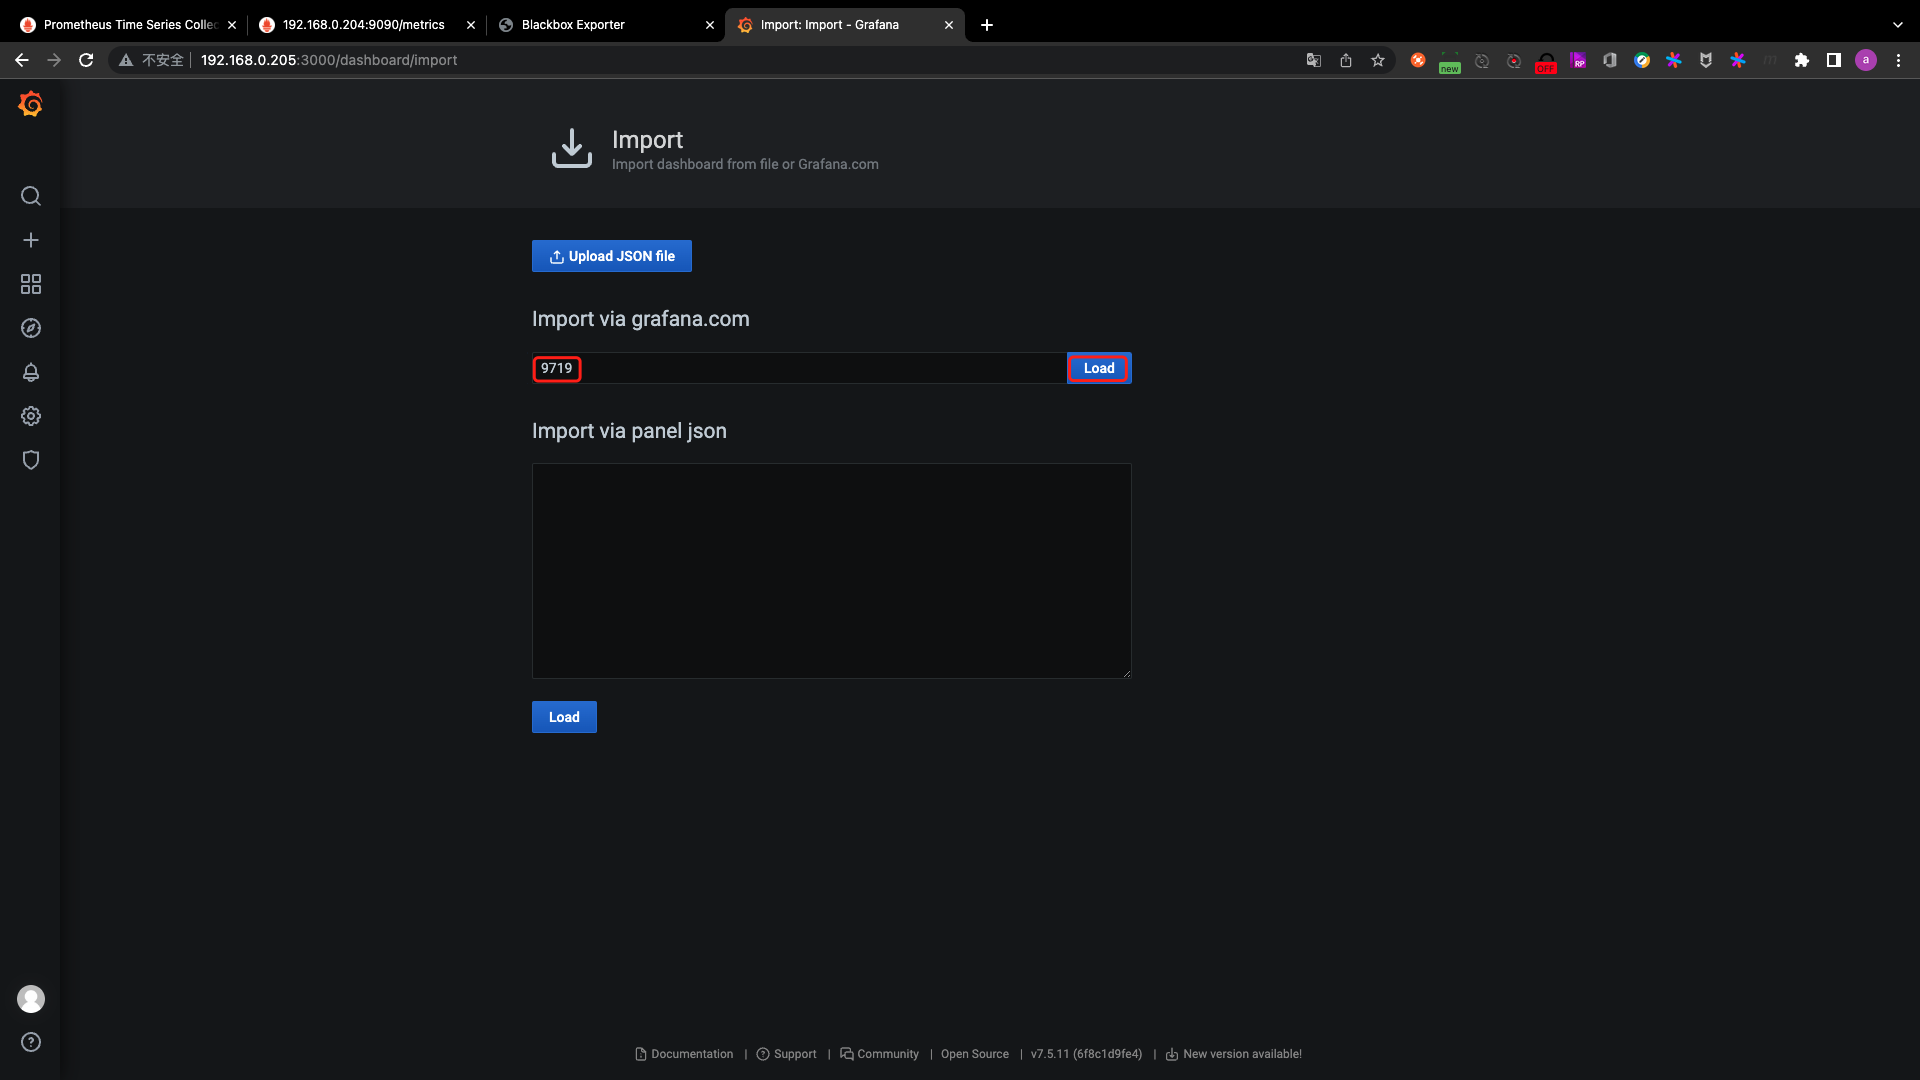 Prometheus Time Series Collec
192.168.0.204:9090/metrics
Blackbox Exporter
Import: Import - Grafana
不安全
192.168.0.205:3000/dashboard/import
new
OFF
RP
a
Import
Import dashboard from file or Grafana.com
Upload JSON file
Import via grafana.com
9719
Load
Import via panel json
Load
Documentation | Support | Community | Open Source | v7.5.11 (6f8c1d9fe4) | New version available!